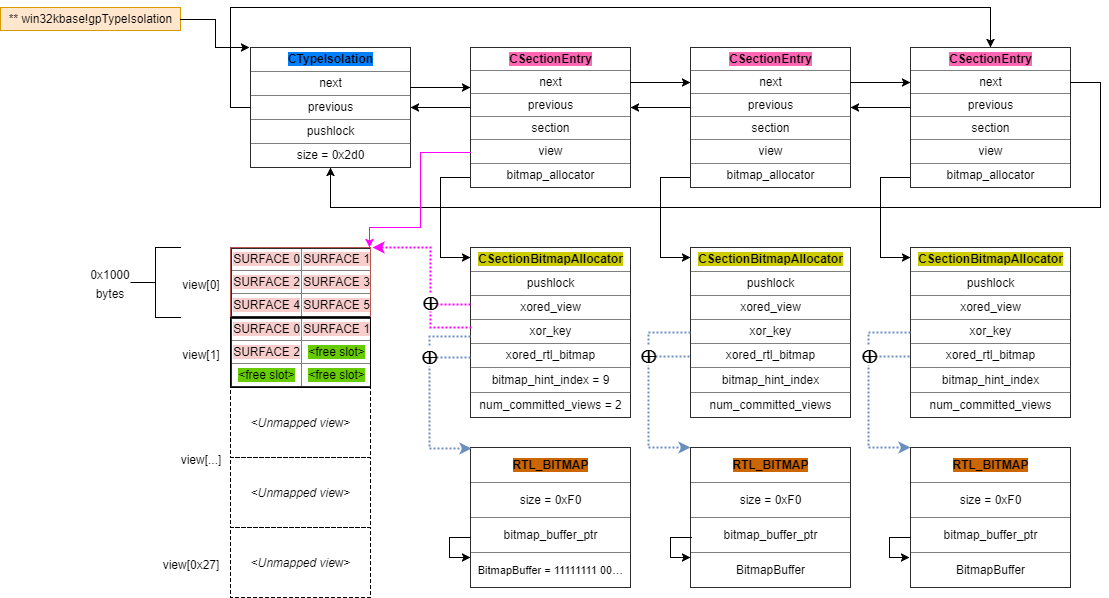 ** win32kbase!gpTypeIsolation
CTypeIsolation
next
previous
pushlock
size = 0x2d0
CSectionEntry
next
previous
section
view
bitmap_allocator
CSectionEntry
next
previous
section
view
bitmap_allocator
CSectionEntry
next
previous
section
view
bitmap_allocator
0x1000
bytes
view[0]
SURFACE 0 SURFACE 1
SURFACE 2 SURFACE 3
SURFACE 4 SURFACE 5
view[1]
SURFACE 0 SURFACE 1
SURFACE 2 <free slot>
<free slot> <free slot>
<Unmapped view>
view[...]
<Unmapped view>
view[0x27]
<Unmapped view>
CSectionBitmapAllocator
pushlock
xored_view
xor_key
xored_rtl_bitmap
bitmap_hint_index = 9
num_committed_views = 2
CSectionBitmapAllocator
pushlock
xored_view
xor_key
xored_rtl_bitmap
bitmap_hint_index
num_committed_views
CSectionBitmapAllocator
pushlock
xored_view
xor_key
xored_rtl_bitmap
bitmap_hint_index
num_committed_views
RTL_BITMAP
size = 0xF0
bitmap_buffer_ptr
BitmapBuffer = 11111111 00...
RTL_BITMAP
size = 0xF0
bitmap_buffer_ptr
BitmapBuffer
RTL_BITMAP
size = 0xF0
bitmap_buffer_ptr
BitmapBuffer